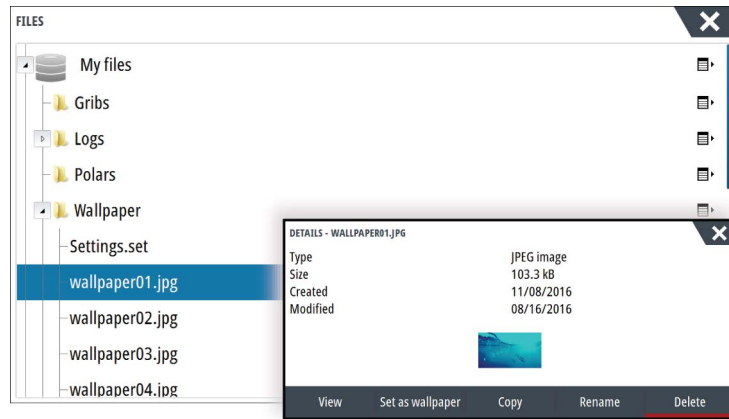 FILES
My files
Gribs
Logs
Polars
Wallpaper
Settings.set
wallpaper01.jpg
wallpaper02.jpg
wallpaper03.jpg
wallpaper04.jpg
DETAILS - WALLPAPER01.JPG
Type JPEG image
Size 103.3 kB
Created 11/08/2016
Modified 08/16/2016
View Set as wallpaper Copy Rename Delete